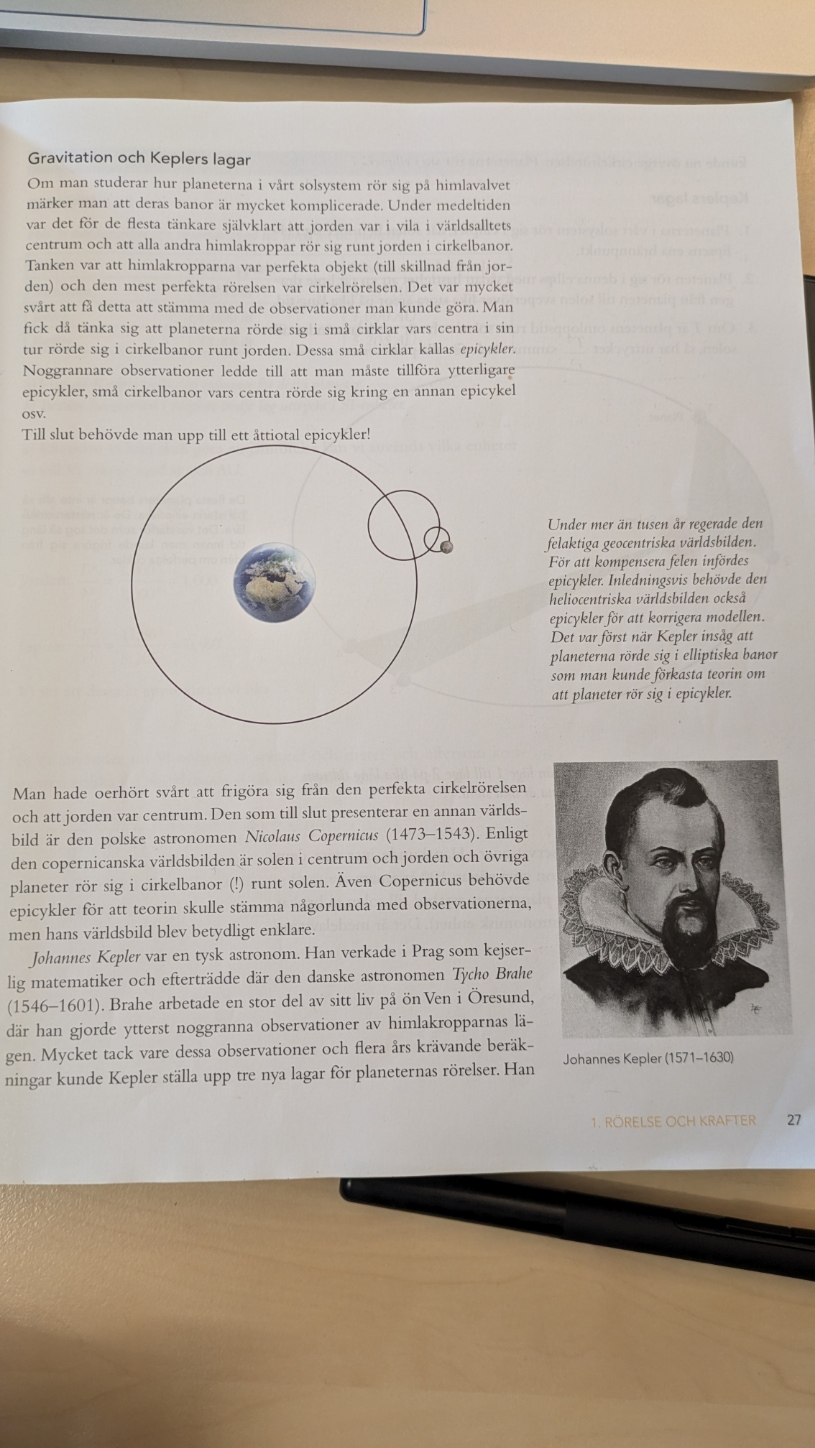 Gravitation och Keplers lagar
Om man studerar hur planeterna i vårt solsystem rör sig på himlavalvet
märker man att deras banor är mycket komplicerade. Under medeltiden
var det för de flesta tänkare självklart att jorden var i vila i världsalltets
centrum och att alla andra himlakroppar rör sig runt jorden i cirkelbanor.
Tanken var att himlakropparna var perfekta objekt (till skillnad från jor-
den) och den mest perfekta rörelsen var cirkelrörelsen. Det var mycket
svårt att få detta att stämma med de observationer man kunde göra. Man
fick då tänka sig att planeterna rörde sig i små cirklar vars centra i sin
tur rörde sig i cirkelbanor runt jorden. Dessa små cirklar kallas epicykler.
Noggrannare observationer ledde till att man måste tillföra ytterligare
epicykler, små cirkelbanor vars centra rörde sig kring en annan epicykel
osv.
Till slut behövde man upp till ett åttiotal epicykler!
Under mer än tusen år regerade den
felaktiga geocentriska världsbilden.
För att kompensera felen infördes
epicykler. Inledningsvis behövde den
heliocentriska världsbilden också
epicykler för att korrigera modellen.
Det var först när Kepler insåg att
planeterna rörde sig i elliptiska banor
som man kunde förkasta teorin om
att planeter rör sig i epicykler.
Man hade oerhört svårt att frigöra sig från den perfekta cirkelrörelsen
och att jorden var centrum. Den som till slut presenterar en annan världs-
bild är den polske astronomen Nicolaus Copernicus (1473–1543). Enligt
den copernicanska världsbilden är solen i centrum och jorden och övriga
planeter rör sig i cirkelbanor (!) runt solen. Även Copernicus behövde
epicykler för att teorin skulle stämma någorlunda med observationerna,
men hans världsbild blev betydligt enklare.
Johannes Kepler var en tysk astronom. Han verkade i Prag som kejser-
lig matematiker och efterträdde där den danske astronomen Tycho Brahe
(1546–1601). Brahe arbetade en stor del av sitt liv på ön Ven i Öresund,
där han gjorde ytterst noggranna observationer av himlakropparnas lä-
gen. Mycket tack vare dessa observationer och flera års krävande beräk-
ningar kunde Kepler ställa upp tre nya lagar för planeternas rörelser. Han
Johannes Kepler (1571–1630)
1. RÖRELSE OCH KRAFTER 27